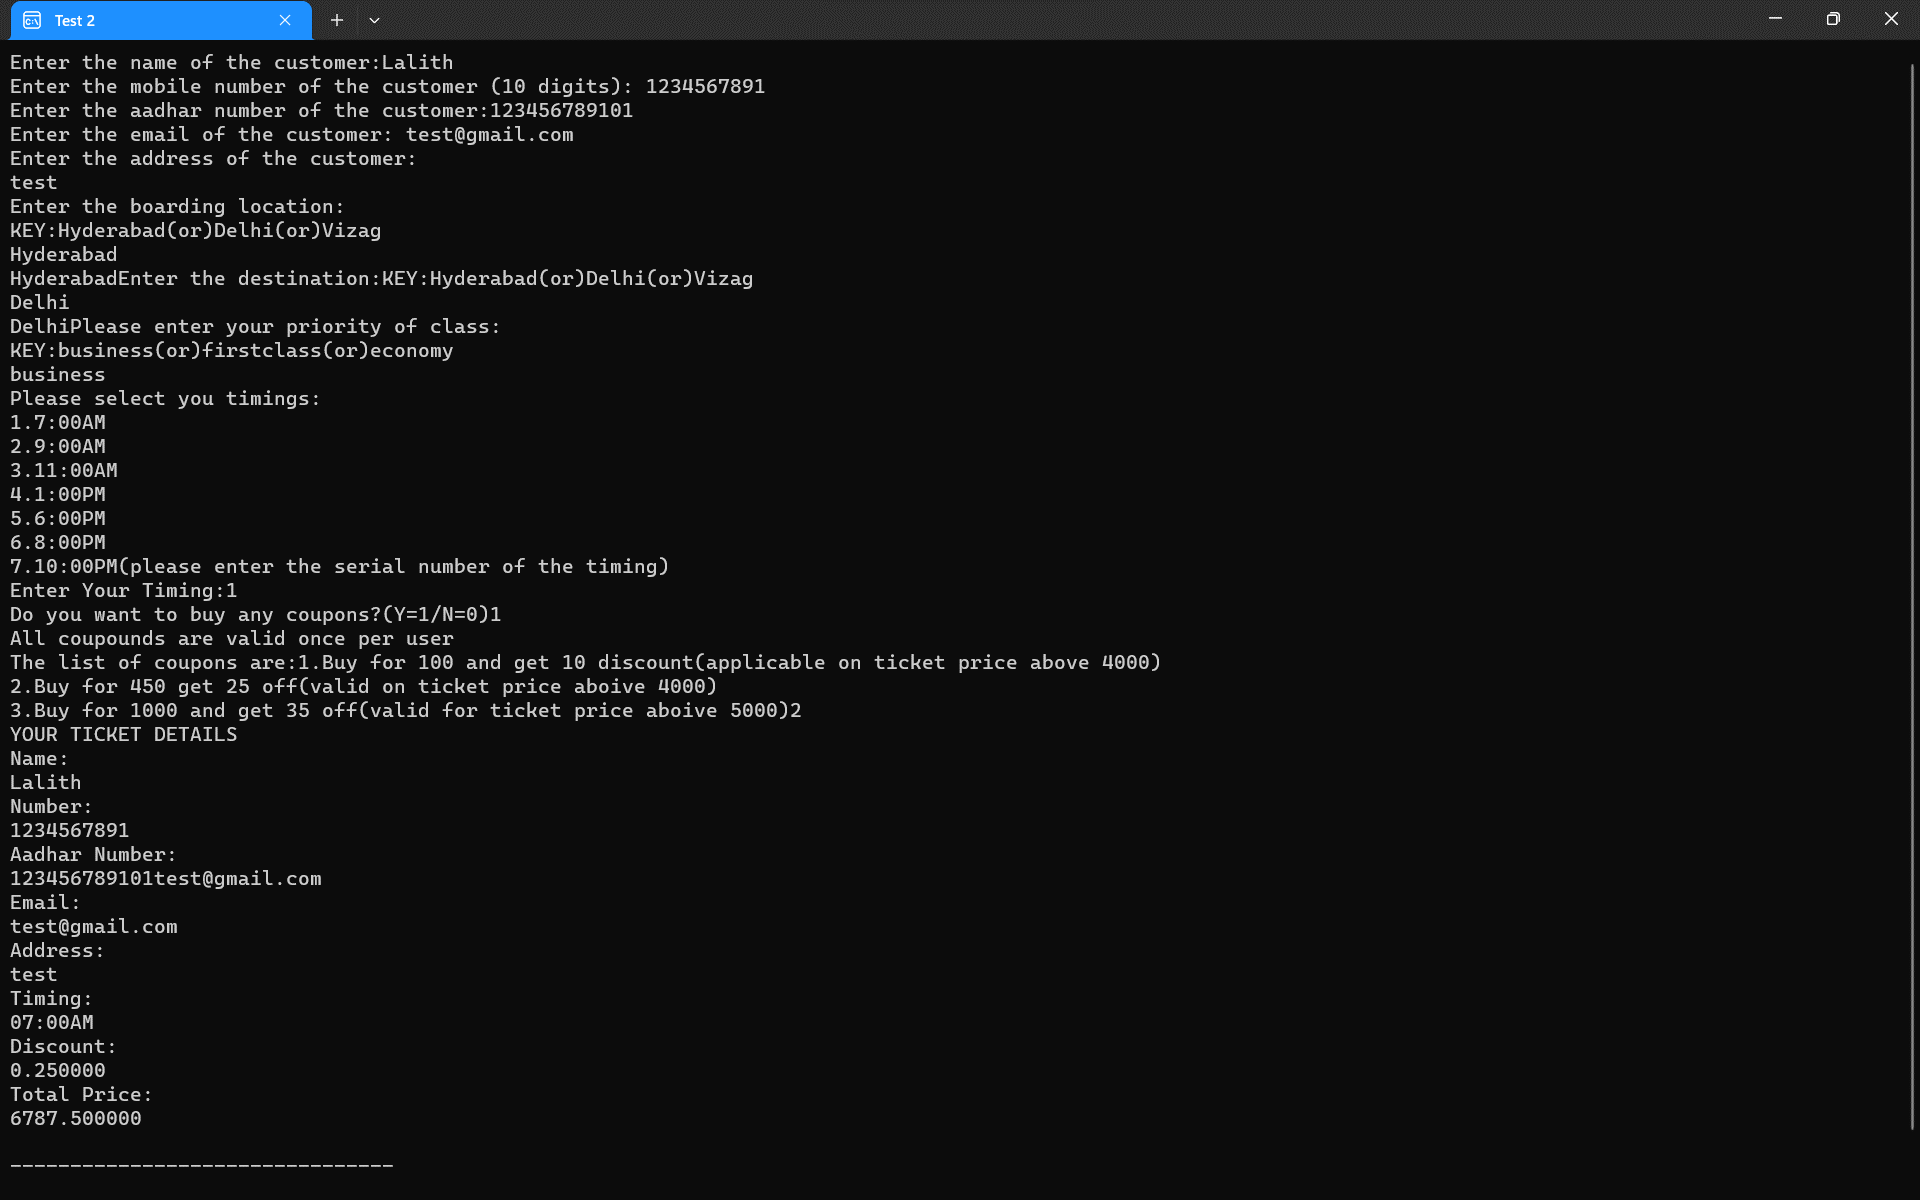 Test 2
Enter the name of the customer:Lalith
Enter the mobile number of the customer (10 digits): 1234567891
Enter the aadhar number of the customer:123456789101
Enter the email of the customer: test@gmail.com
Enter the address of the customer:
test
Enter the boarding location:
KEY:Hyderabad(or)Delhi(or)Vizag
Hyderabad
HyderabadEnter the destination:KEY:Hyderabad(or)Delhi(or)Vizag
Delhi
DelhiPlease enter your priority of class:
KEY:business(or)firstclass(or)economy
business
Please select you timings:
1.7:00AM
2.9:00AM
3.11:00AM
4.1:00PM
5.6:00PM
6.8:00PM
7.10:00PM(please enter the serial number of the timing)
Enter Your Timing:1
Do you want to buy any coupons?(Y=1/N=0)1
All coupounds are valid once per user
The list of coupons are:1.Buy for 100 and get 10 discount(applicable on ticket price above 4000)
2.Buy for 450 get 25 off(valid on ticket price aboive 4000)
3.Buy for 1000 and get 35 off(valid for ticket price aboive 5000)2
YOUR TICKET DETAILS
Name:
Lalith
Number:
1234567891
Aadhar Number:
123456789101test@gmail.com
Email:
test@gmail.com
Address:
test
Timing:
07:00AM
Discount:
0.250000
Total Price:
6787.500000
--------------------------------